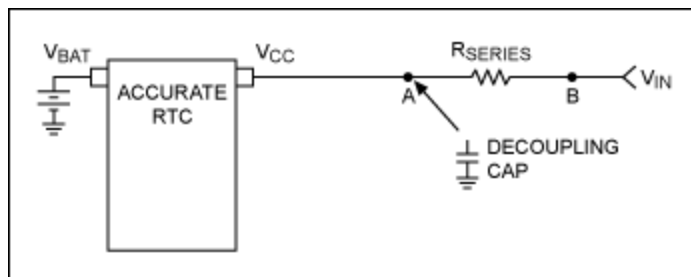 VBAT
VCC
RSERIES
ACCURATE
RTC
A
B
VIN
DECOUPLING
CAP